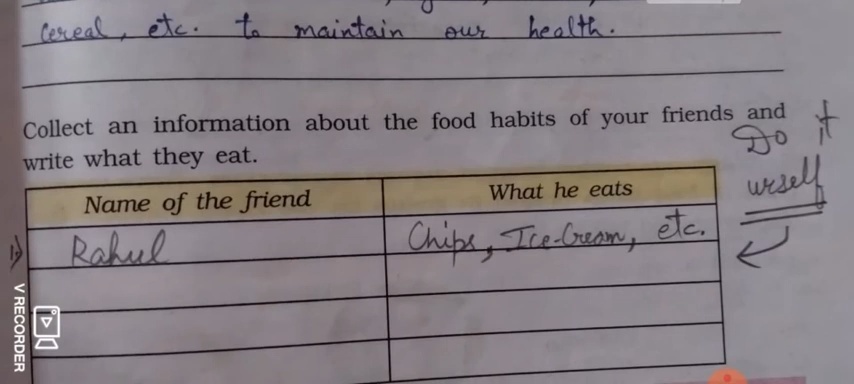 cereal, etc. to maintain our health.
Collect an information about the food habits of your friends and
write what they eat.
Do it
urself
Name of the friend What he eats
1) Rahul Chips, Ice-Cream, etc.
V RECORDER